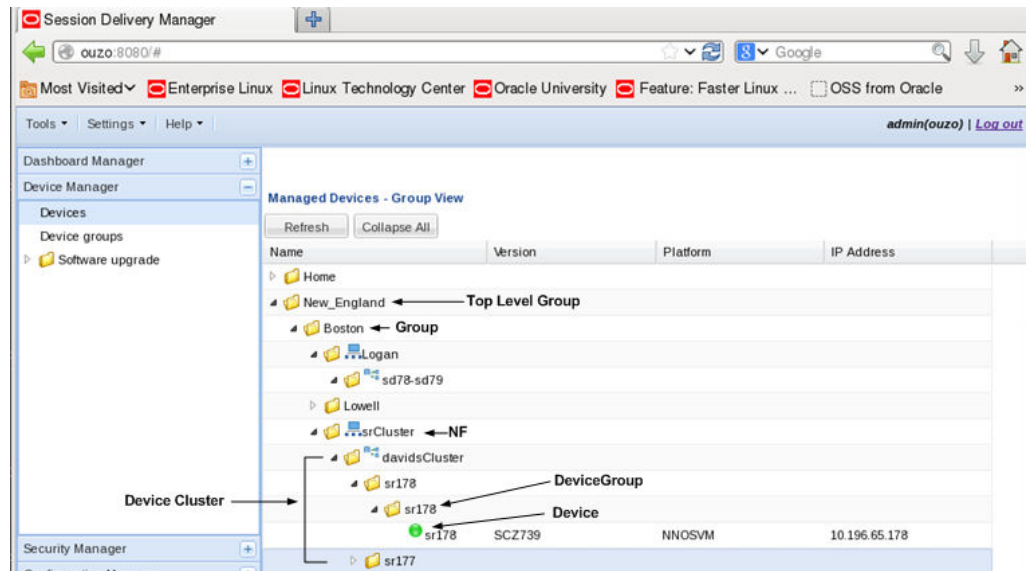 Session Delivery Manager
ouzo:8080/#
Google
Most Visited Enterprise Linux Linux Technology Center Oracle University Feature: Faster Linux ... OSS from Oracle »
Tools Settings Help admin(ouzo) | Log out
Dashboard Manager
Device Manager
Devices
Device groups
Software upgrade
Security Manager
Managed Devices - Group View
Refresh Collapse All
Name Version Platform IP Address
Home
New_England Top Level Group
Boston Group
Logan
sd78-sd79
Lowell
srCluster NF
davidsCluster
sr178 DeviceGroup
Device Cluster sr178
Device
sr178 SCZ739 NNOSVM 10.196.65.178
sr177